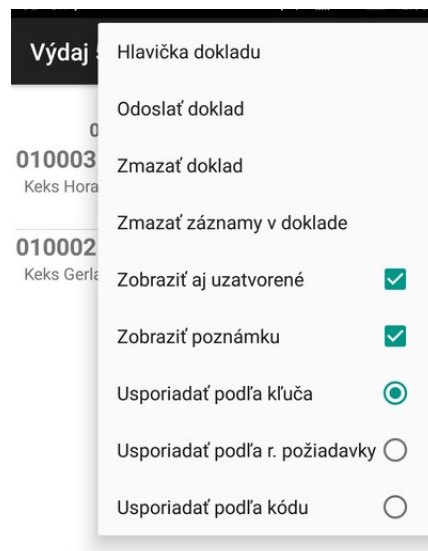 Výdaj
Hlavička dokladu
Odoslať doklad
0
010003
Zmazať doklad
Keks Hora
Zmazať záznamy v doklade
010002
Keks Gerla
Zobraziť aj uzatvorené
Zobraziť poznámku
Usporiadať podľa kľuča
Usporiadať podľa r. požiadavky
Usporiadať podľa kódu